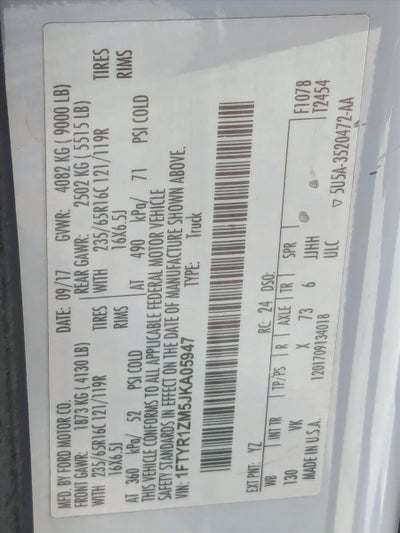 MFD. BY FORD MOTOR CO.
DATE: 09/17 GVWR: 4082 KG ( 9000 LB)
FRONT GAWR: 1873 KG ( 4130 LB) REAR GAWR: 2502 KG ( 5515 LB)
WITH 235/65R16C 121/119R TIRES WITH 235/65R16C 121/119R TIRES
16X6.5J RIMS 16X6.5J RIMS
AT 360 kPa/ 52 PSI COLD AT 490 kPa/ 71 PSI COLD
THIS VEHICLE CONFORMS TO ALL APPLICABLE FEDERAL MOTOR VEHICLE
SAFETY STANDARDS IN EFFECT ON THE DATE OF MANUFACTURE SHOWN ABOVE.
VIN: 1FTYR1ZM5JKA05947 TYPE: Truck
EXT PNT: YZ RC: 24 DSO: F1078
T2454
WB INT TR TP/PS R AXLE TR SPR
130 VK X 73 6 JJHH
ULC
MADE IN U.S.A. 1201709134018 ▽ 5U5A-3520472-AA